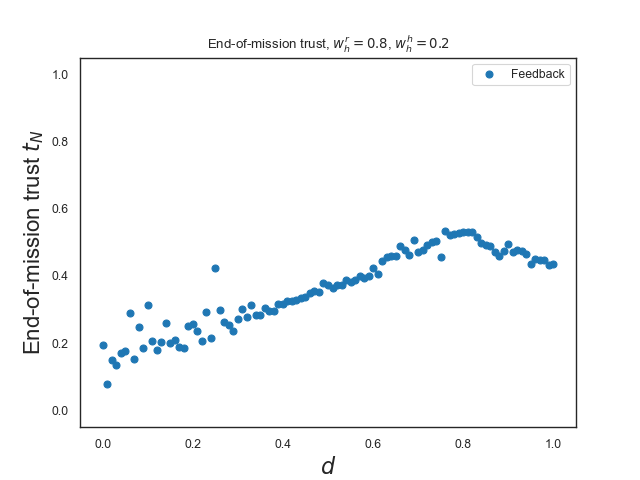 End-of-mission trust, $w_h^r = 0.8$, $w_h^h = 0.2$
Feedback
1.0
0.8
0.6
0.4
0.2
0.0
End-of-mission trust $t_N$
0.0 0.2 0.4 0.6 0.8 1.0
d